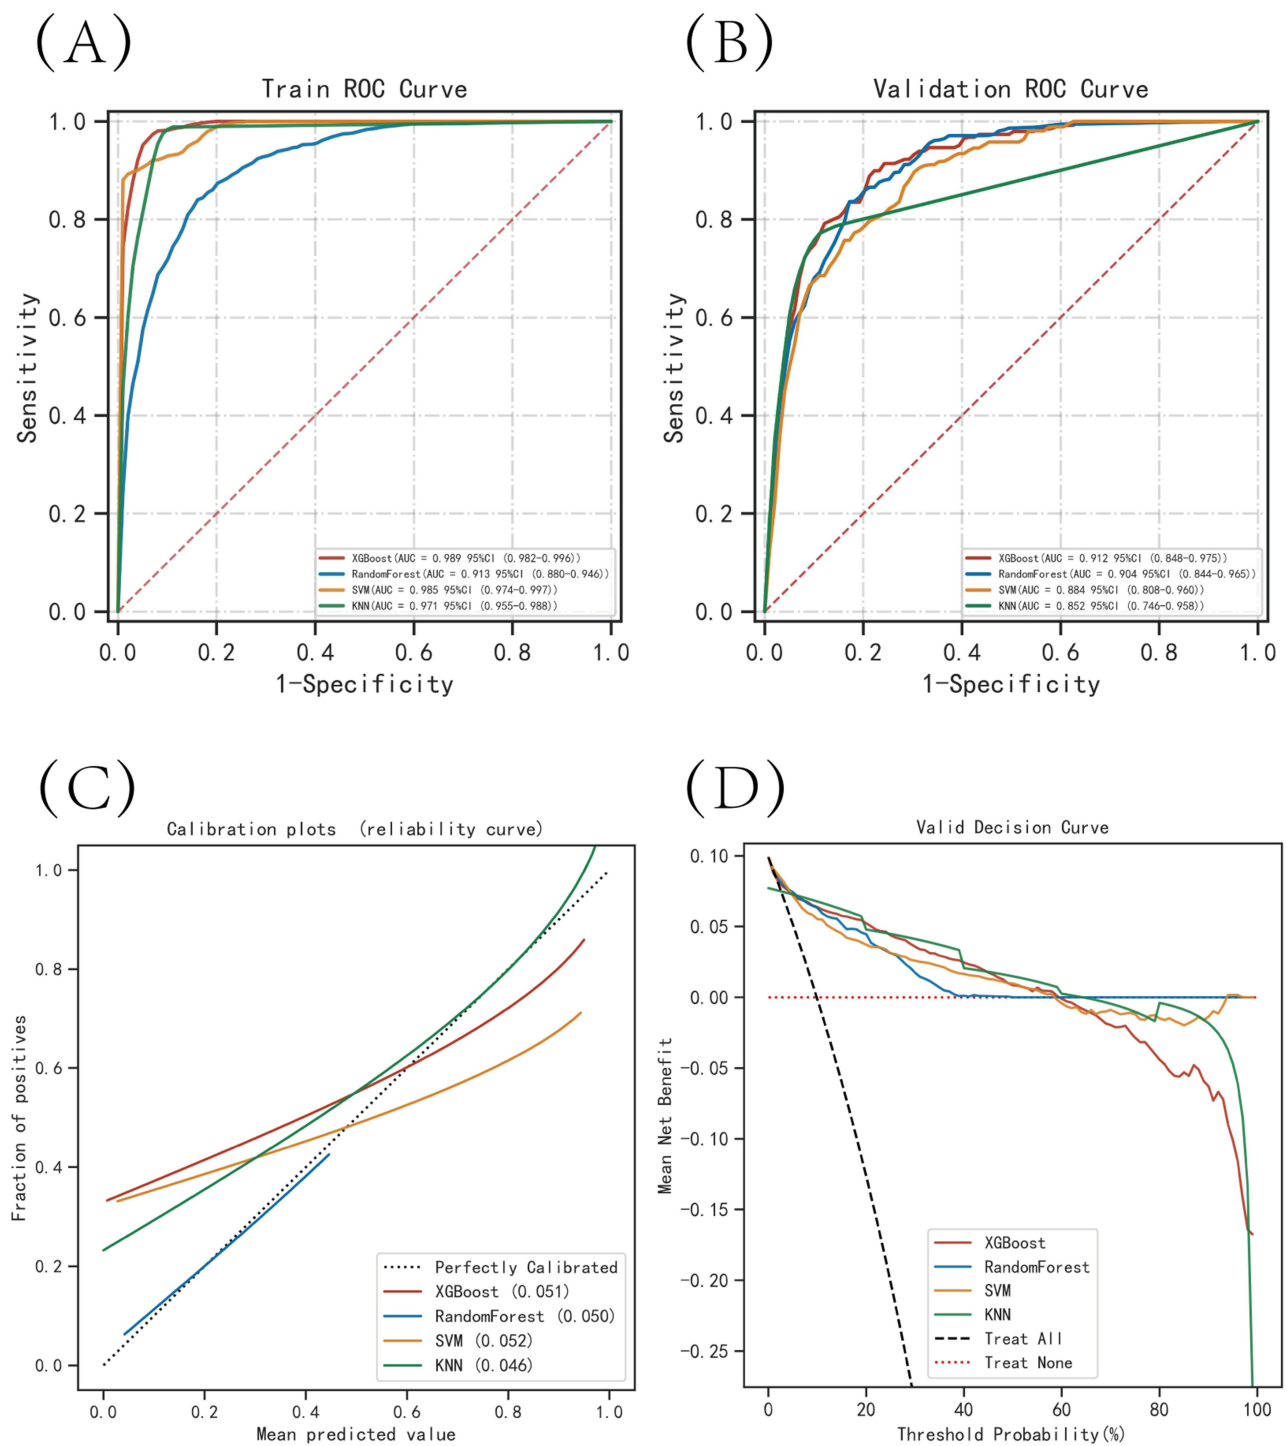 (A)
Train ROC Curve
Sensitivity
1.0
0.8
0.6
0.4
0.2
0.0
XGBoost(AUC = 0.989 95%CI (0.982-0.996))
RandomForest(AUC = 0.913 95%CI (0.880-0.946))
SVM(AUC = 0.985 95%CI (0.974-0.997))
KNN(AUC = 0.971 95%CI (0.955-0.988))
0.0 0.2 0.4 0.6 0.8 1.0
1-Specificity
(B)
Validation ROC Curve
Sensitivity
1.0
0.8
0.6
0.4
0.2
0.0
XGBoost(AUC = 0.912 95%CI (0.848-0.975))
RandomForest(AUC = 0.904 95%CI (0.844-0.965))
SVM(AUC = 0.884 95%CI (0.808-0.960))
KNN(AUC = 0.852 95%CI (0.746-0.958))
0.0 0.2 0.4 0.6 0.8 1.0
1-Specificity
(C)
Calibration plots (reliability curve)
Fraction of positives
1.0
0.8
0.6
0.4
0.2
0.0
Perfectly Calibrated
XGBoost (0.051)
RandomForest (0.050)
SVM (0.052)
KNN (0.046)
0.0 0.2 0.4 0.6 0.8 1.0
Mean predicted value
(D)
Valid Decision Curve
Mean Net Benefit
0.10
0.05
0.00
−0.05
−0.10
−0.15
−0.20
−0.25
XGBoost
RandomForest
SVM
KNN
Treat All
Treat None
0 20 40 60 80 100
Threshold Probability(%)